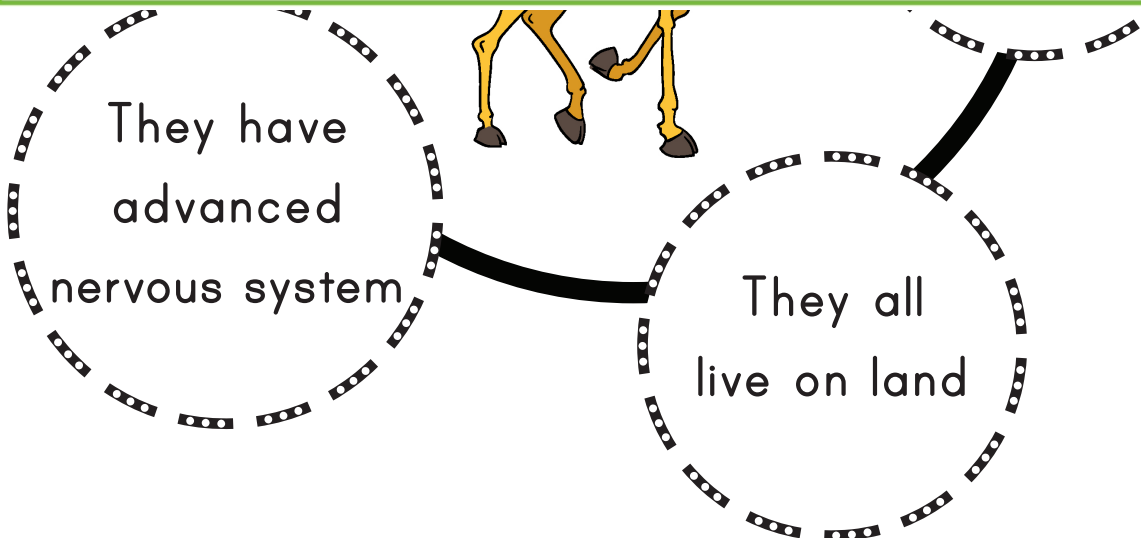 They have
advanced
nervous system
They all
live on land